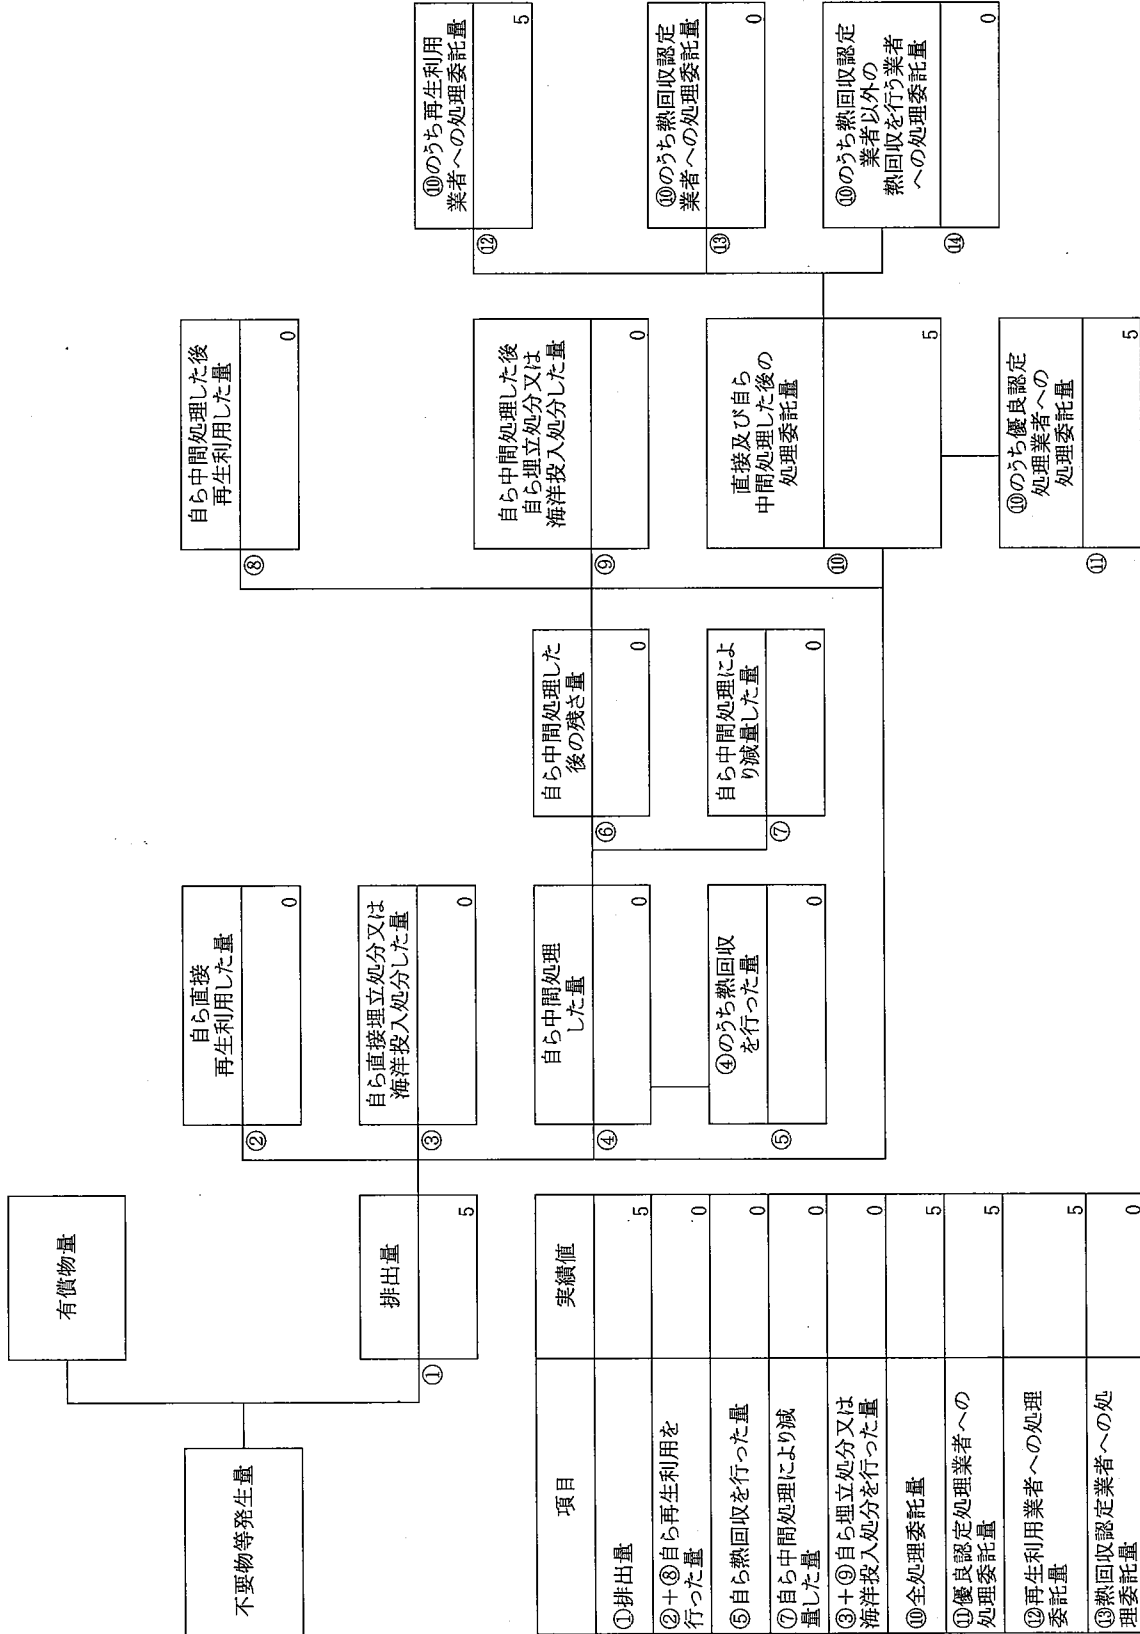 不要物等発生量
有償物量
排出量
①
5
自ら直接
再生利用した量
②
0
自ら直接埋立処分又は
海洋投入処分した量
③
0
自ら中間処理
した量
④
0
④のうち熱回収
を行った量
⑤
0
自ら中間処理した
後の残さ量
⑥
0
自ら中間処理によ
り減量した量
⑦
0
自ら中間処理した後
再生利用した量
⑧
0
自ら中間処理した後
自ら埋立処分又は
海洋投入処分した量
⑨
0
直接及び自ら
中間処理した後の
処理委託量
⑩
5
⑩のうち優良認定
処理業者への
処理委託量
⑪
5
⑩のうち再生利用
業者への処理委託量
⑫
5
⑩のうち熱回収認定
業者への処理委託量
⑬
0
⑩のうち熱回収認定
業者以外の
熱回収を行う業者
への処理委託量
⑭
0
項目 実績値
①排出量 5
②+⑧自ら再生利用を
行った量 0
⑤自ら熱回収を行った量 0
⑦自ら中間処理により減
量した量 0
③+⑨自ら埋立処分又は
海洋投入処分を行った量 0
⑩全処理委託量 5
⑪優良認定処理業者への
処理委託量 5
⑫再生利用業者への処理
委託量 5
⑬熱回収認定業者への処
理委託量 0